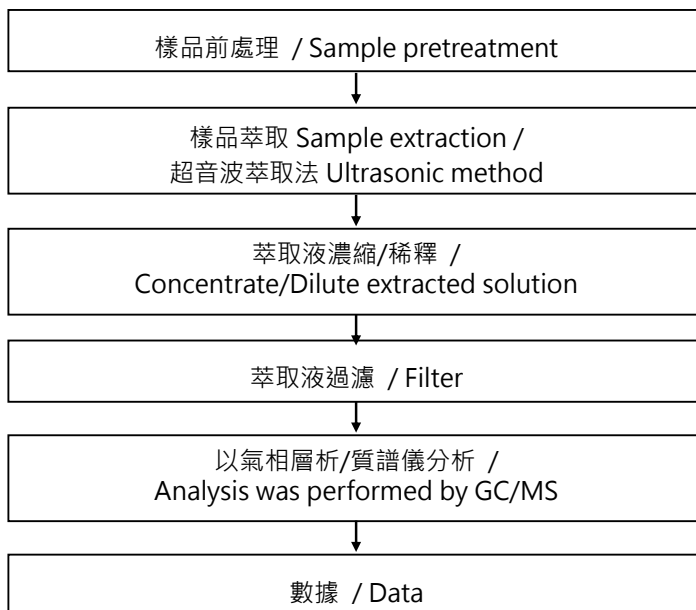 樣品前處理 / Sample pretreatment
樣品萃取 Sample extraction /
超音波萃取法 Ultrasonic method
萃取液濃縮/稀釋 /
Concentrate/Dilute extracted solution
萃取液過濾 / Filter
以氣相層析/質譜儀分析 /
Analysis was performed by GC/MS
數據 / Data